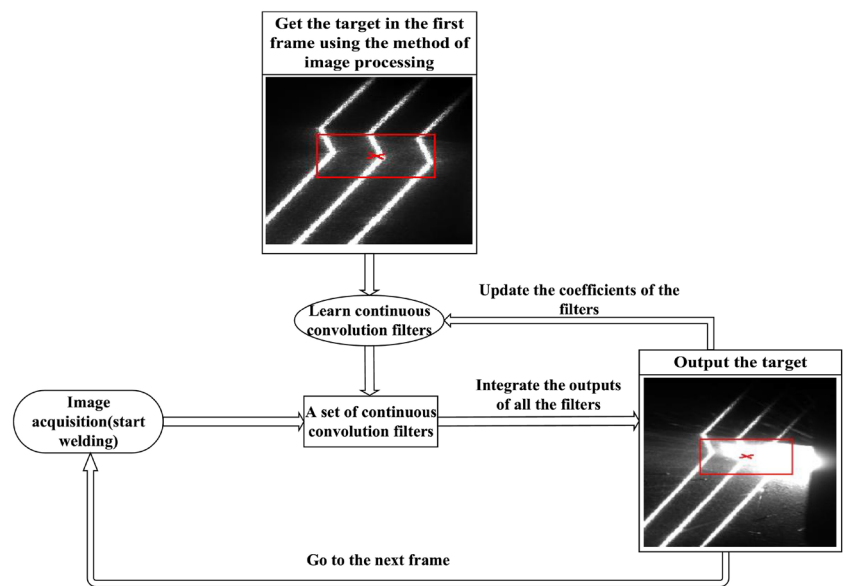 Get the target in the first
frame using the method of
image processing
Update the coefficients of the
filters
Learn continuous
convolution filters
Output the target
Image
acquisition(start
welding)
A set of continuous
convolution filters
Integrate the outputs
of all the filters
Go to the next frame